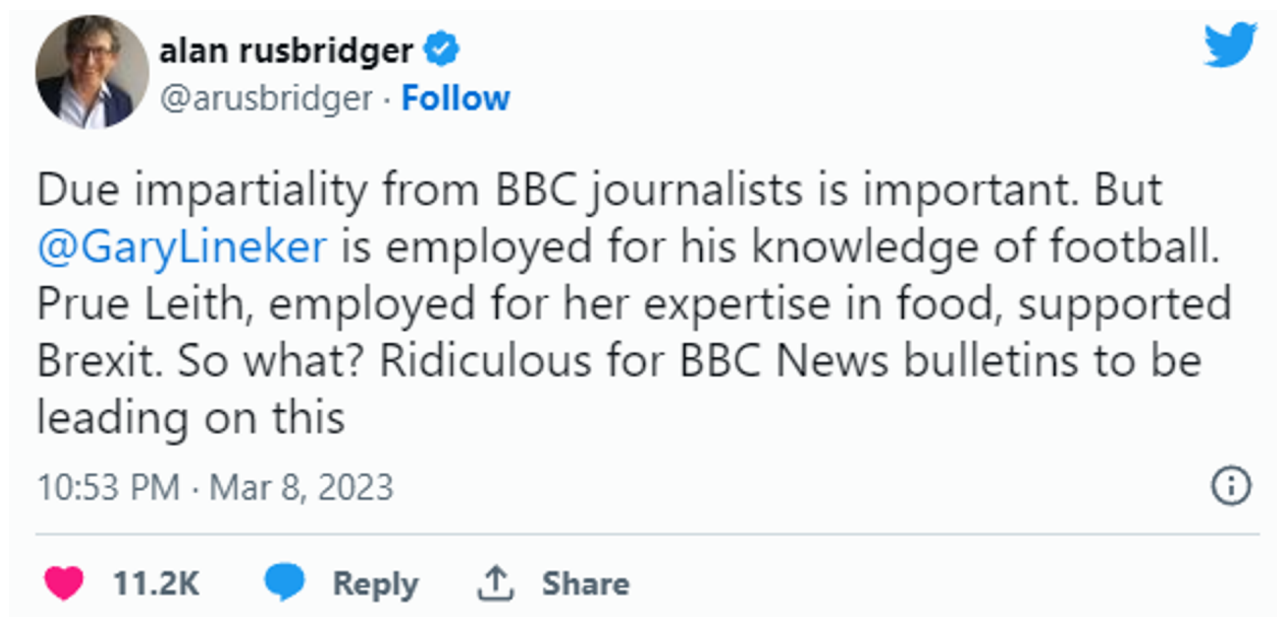 alan rusbridger
@arusbridger · Follow
Due impartiality from BBC journalists is important. But
@GaryLineker is employed for his knowledge of football.
Prue Leith, employed for her expertise in food, supported
Brexit. So what? Ridiculous for BBC News bulletins to be
leading on this
10:53 PM · Mar 8, 2023
11.2K Reply Share